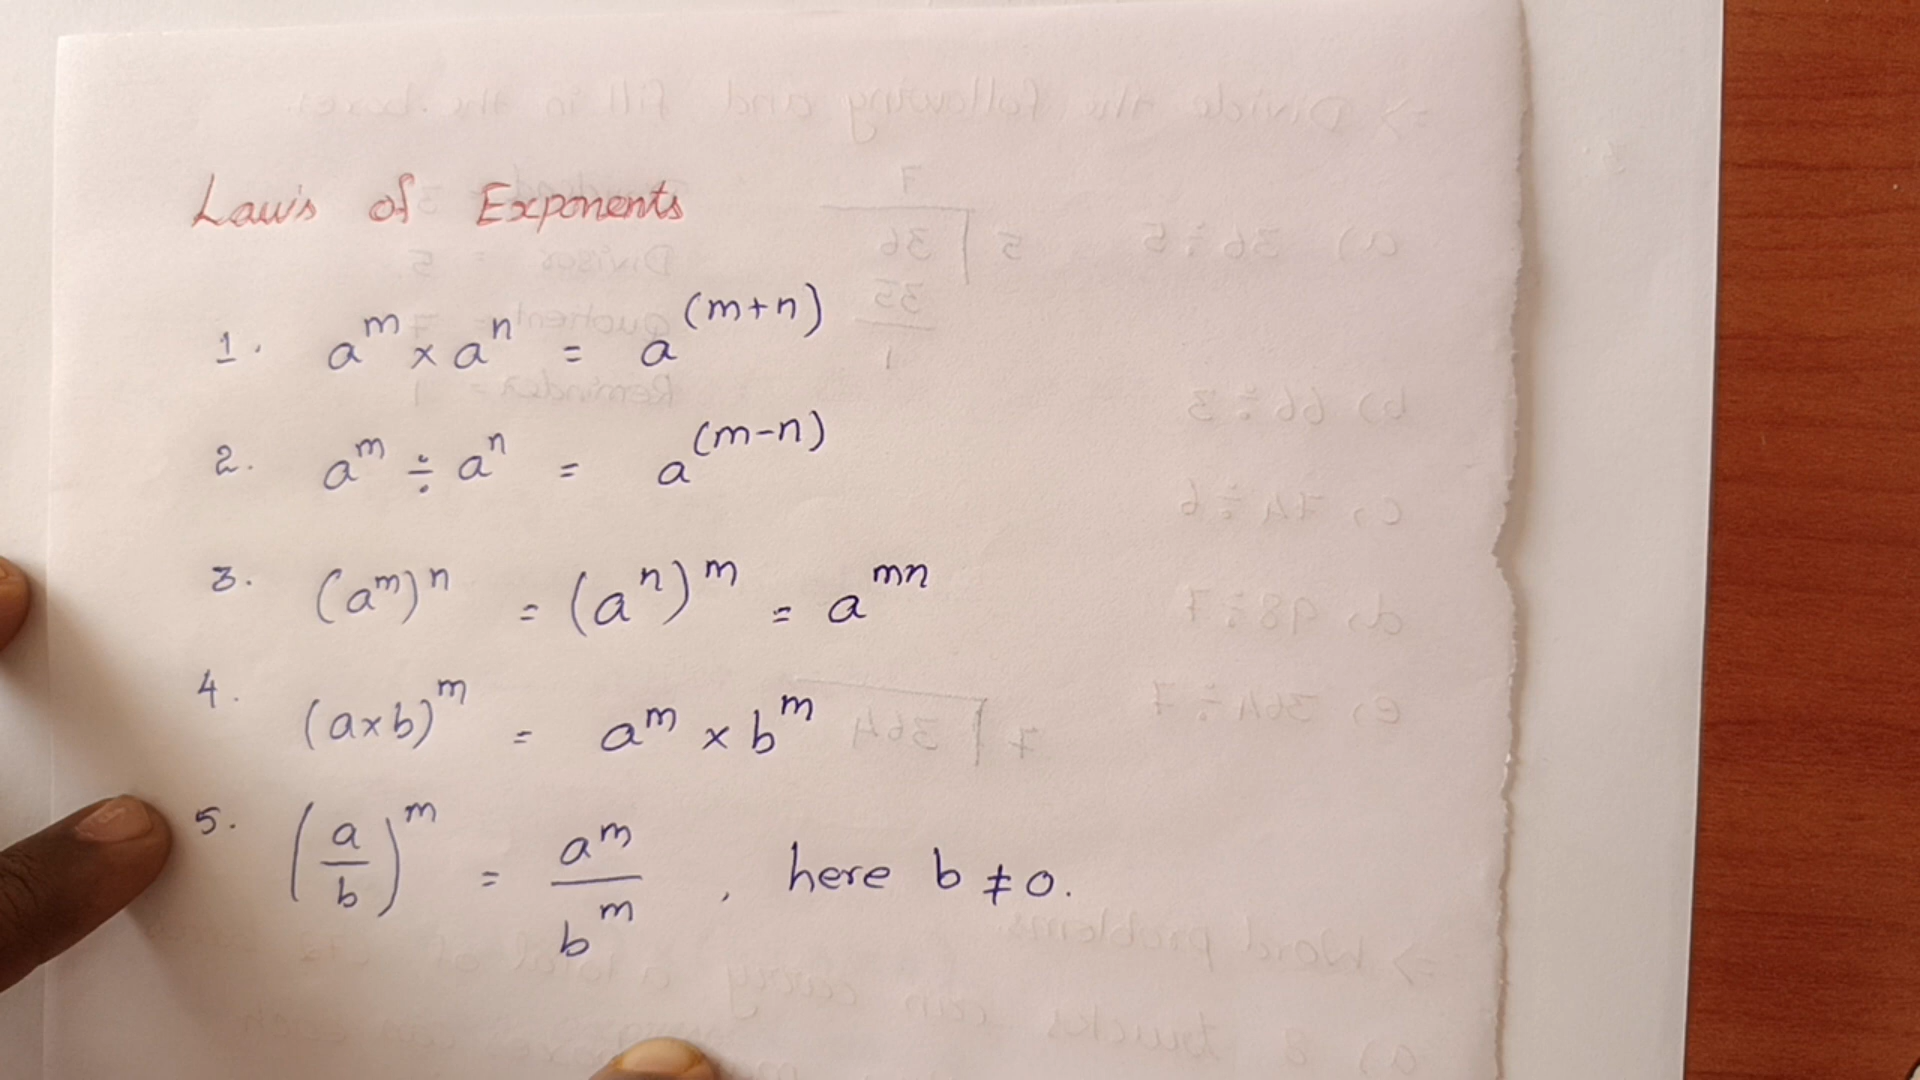 Laws of Exponents
1. a^m × a^n = a^(m+n)
2. a^m ÷ a^n = a^(m-n)
3. (a^m)^n = (a^n)^m = a^mn
4. (a×b)^m = a^m × b^m
5. (a/b)^m = a^m/b^m, here b ≠ 0.